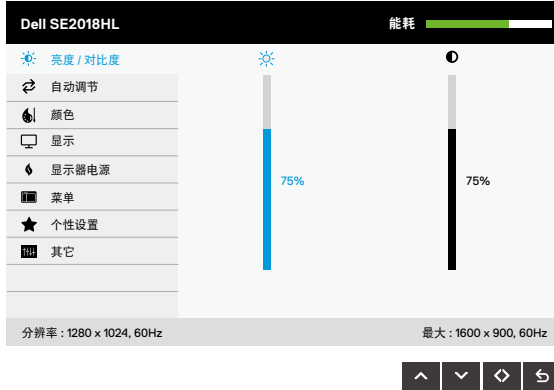 Dell SE2018HL 能耗
亮度 / 对比度
自动调节
颜色
显示
显示器电源
菜单
个性设置
其它
75% 75%
分辨率 : 1280 x 1024, 60Hz 最大 : 1600 x 900, 60Hz